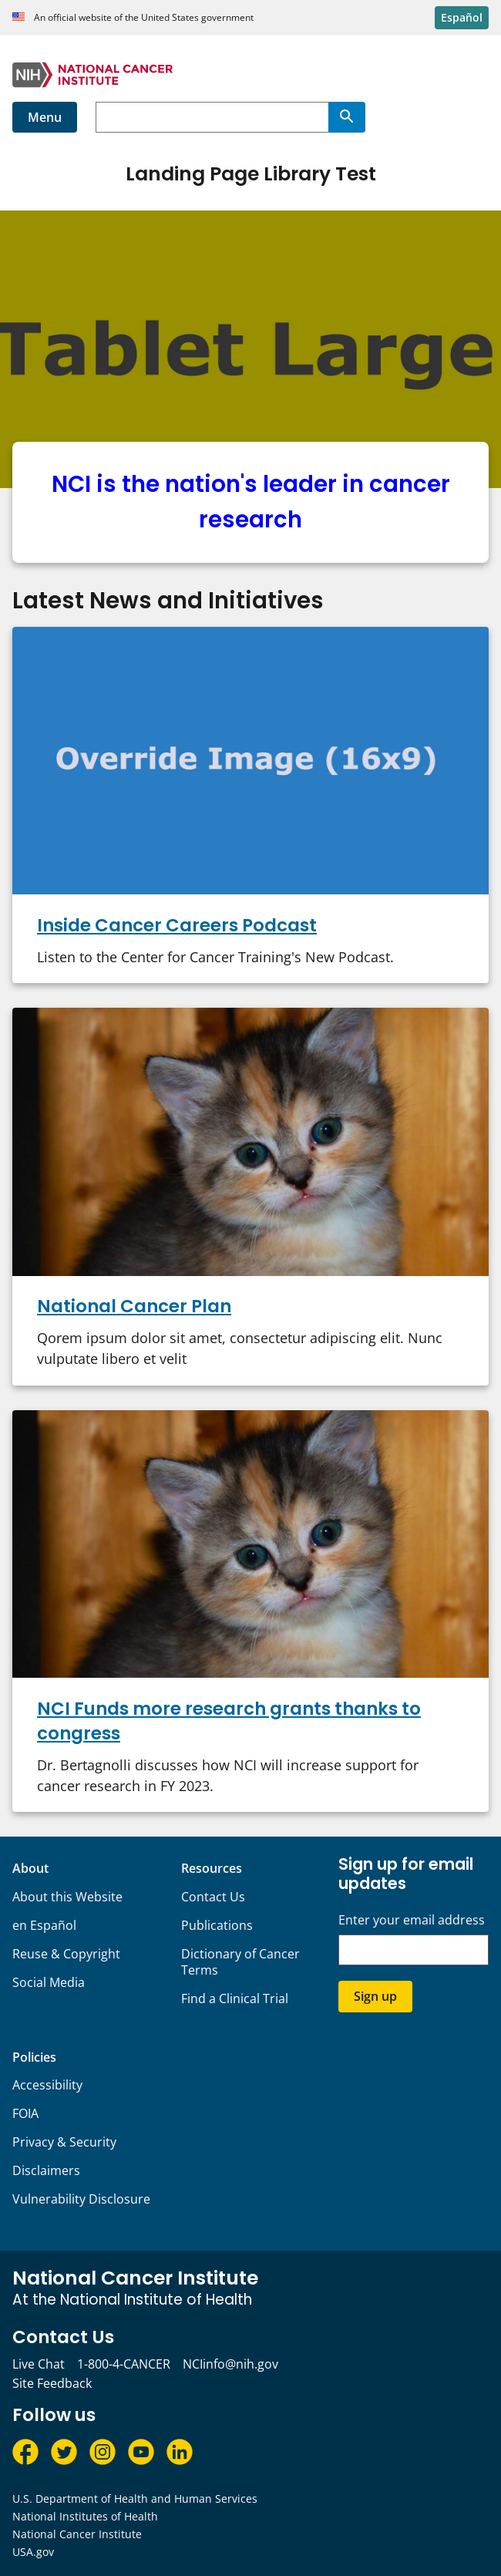 An official website of the United States government
Español
NIH NATIONAL CANCER
INSTITUTE
Menu
Landing Page Library Test
Tablet Large
NCI is the nation's leader in cancer
research
Latest News and Initiatives
Override Image (16x9)
Inside Cancer Careers Podcast
Listen to the Center for Cancer Training's New Podcast.
National Cancer Plan
Qorem ipsum dolor sit amet, consectetur adipiscing elit. Nunc
vulputate libero et velit
NCI Funds more research grants thanks to
congress
Dr. Bertagnolli discusses how NCI will increase support for
cancer research in FY 2023.
About
About this Website
en Español
Reuse & Copyright
Social Media
Resources
Contact Us
Publications
Dictionary of Cancer
Terms
Find a Clinical Trial
Sign up for email
updates
Enter your email address
Sign up
Policies
Accessibility
FOIA
Privacy & Security
Disclaimers
Vulnerability Disclosure
National Cancer Institute
At the National Institute of Health
Contact Us
Live Chat 1-800-4-CANCER NCIinfo@nih.gov
Site Feedback
Follow us
U.S. Department of Health and Human Services
National Institutes of Health
National Cancer Institute
USA.gov